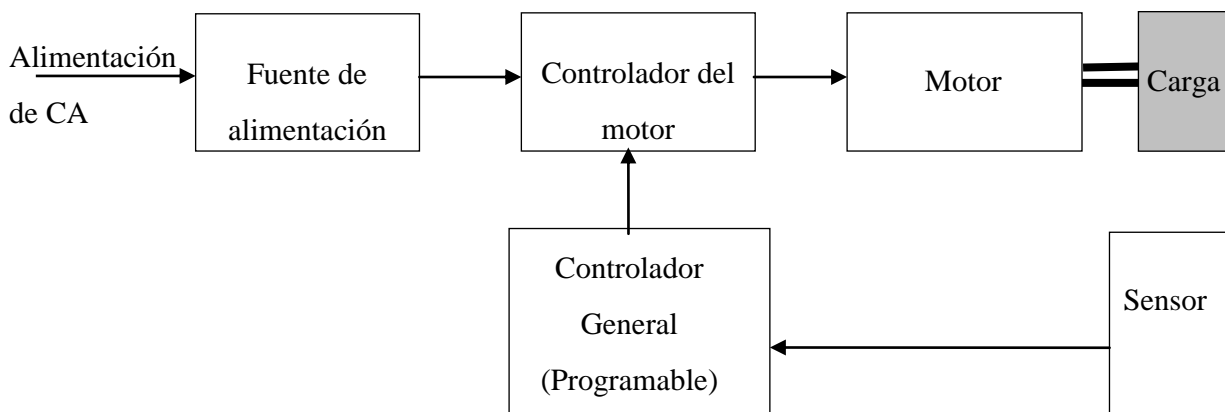 Alimentación
de CA
Fuente de
alimentación
Controlador del
motor
Motor
Carga
Controlador
General
(Programable)
Sensor